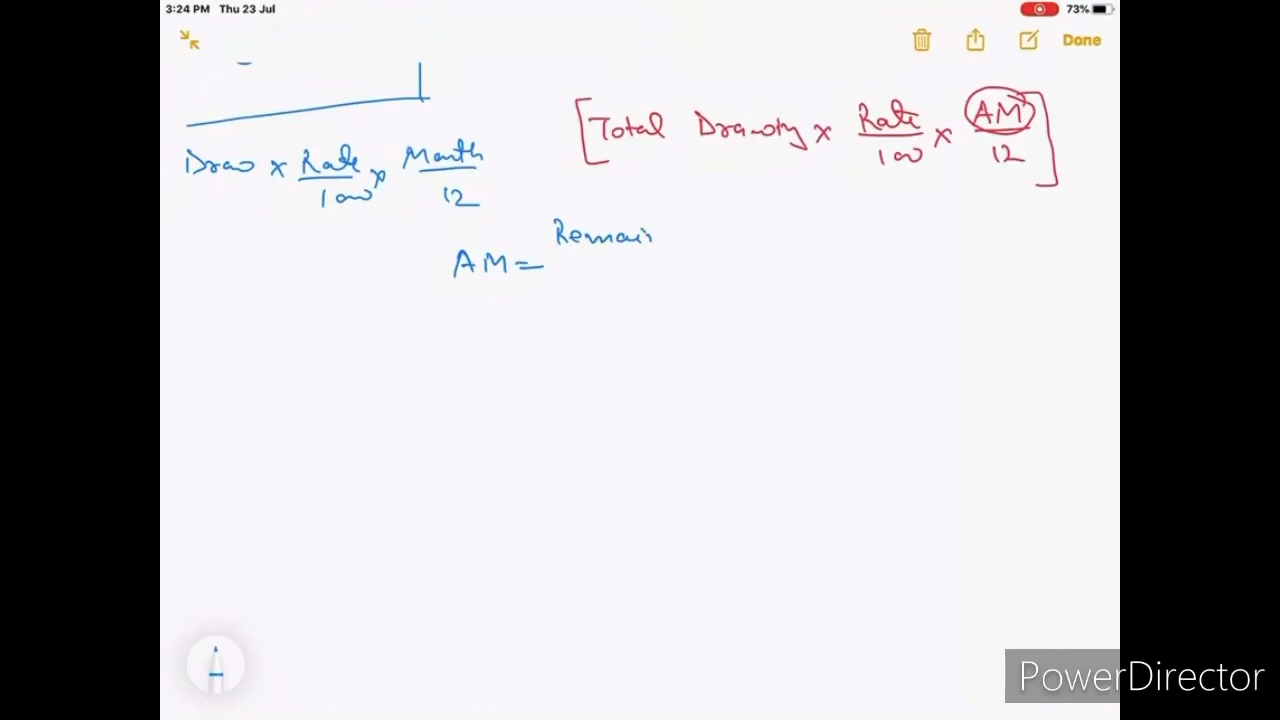 3:24 PM Thu 23 Jul
73%
Done
[Total Drawing x Rate/100 x AM/12]
Draw x Rate/100 x Month/12
Remain
AM =
PowerDirector